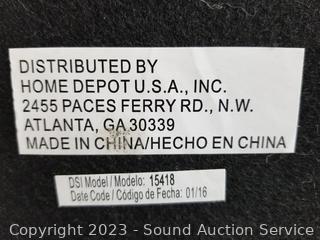 DISTRIBUTED BY
HOME DEPOT U.S.A., INC.
2455 PACES FERRY RD., N.W.
ATLANTA, GA 30339
MADE IN CHINA/HECHO EN CHINA
DSI Model / Modelo: 15418
Date Code / Código de Fecha: 01/16
Copyright 2023 - Sound Auction Service